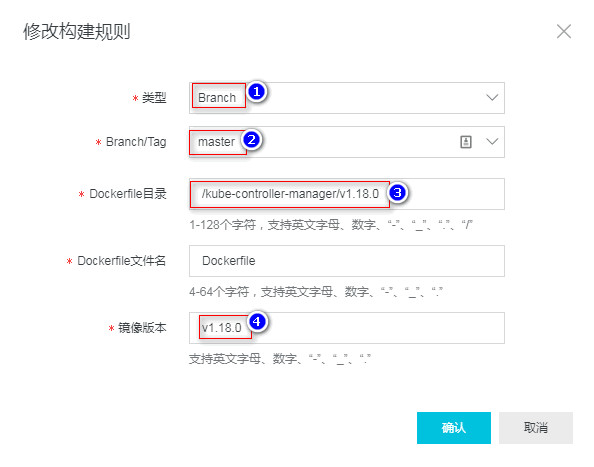 修改构建规则
* 类型 Branch 1
* Branch/Tag master 2
* Dockerfile目录 /kube-controller-manager/v1.18.0 3
1-128个字符，支持英文字母、数字、“-”、“_”、“.”、“/”
* Dockerfile文件名 Dockerfile
4-64个字符，支持英文字母、数字、“-”、“_”、“.”
* 镜像版本 v1.18.0 4
支持英文字母、数字、“-”、“_”、“.”
确认 取消